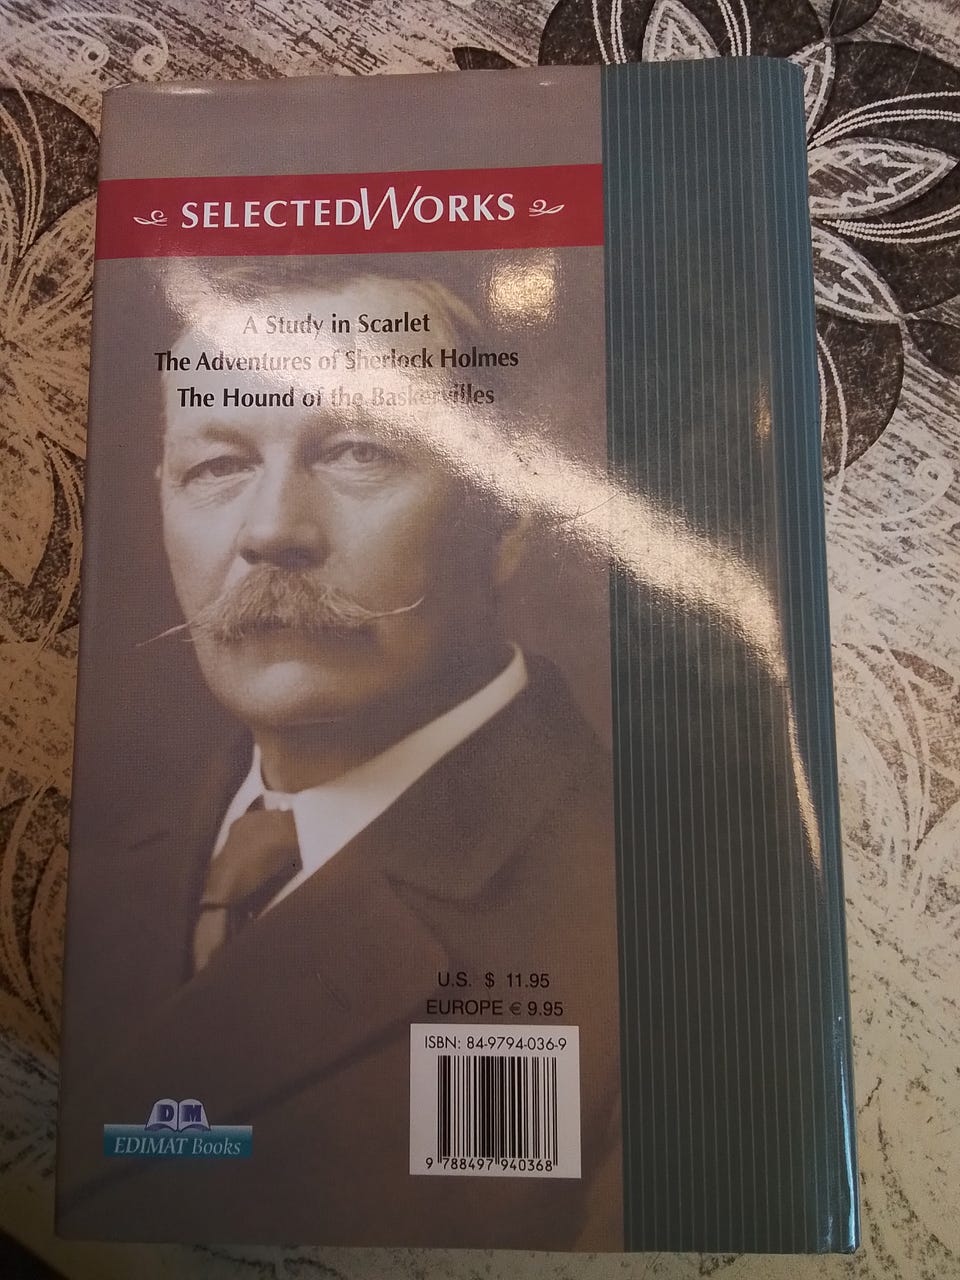 SELECTEDWORKS
A Study in Scarlet
The Adventures of Sherlock Holmes
The Hound of the Baskervilles
U.S. $ 11.95
EUROPE € 9.95
ISBN: 84-9794-036-9
9 788497 940368
DM
EDIMAT Books